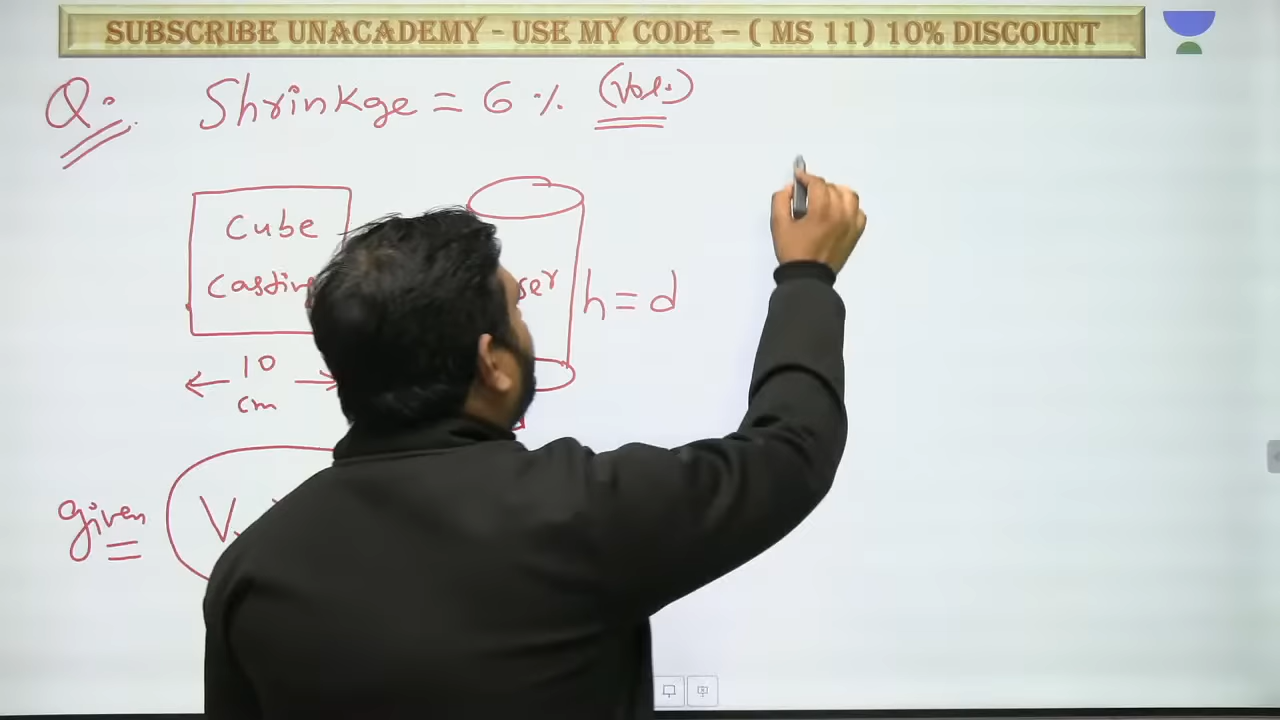 SUBSCRIBE UNACADEMY - USE MY CODE – ( MS 11) 10% DISCOUNT
Q:
Shrinkge = 6 % (Vol.)
Cube
h = d
10
cm
given